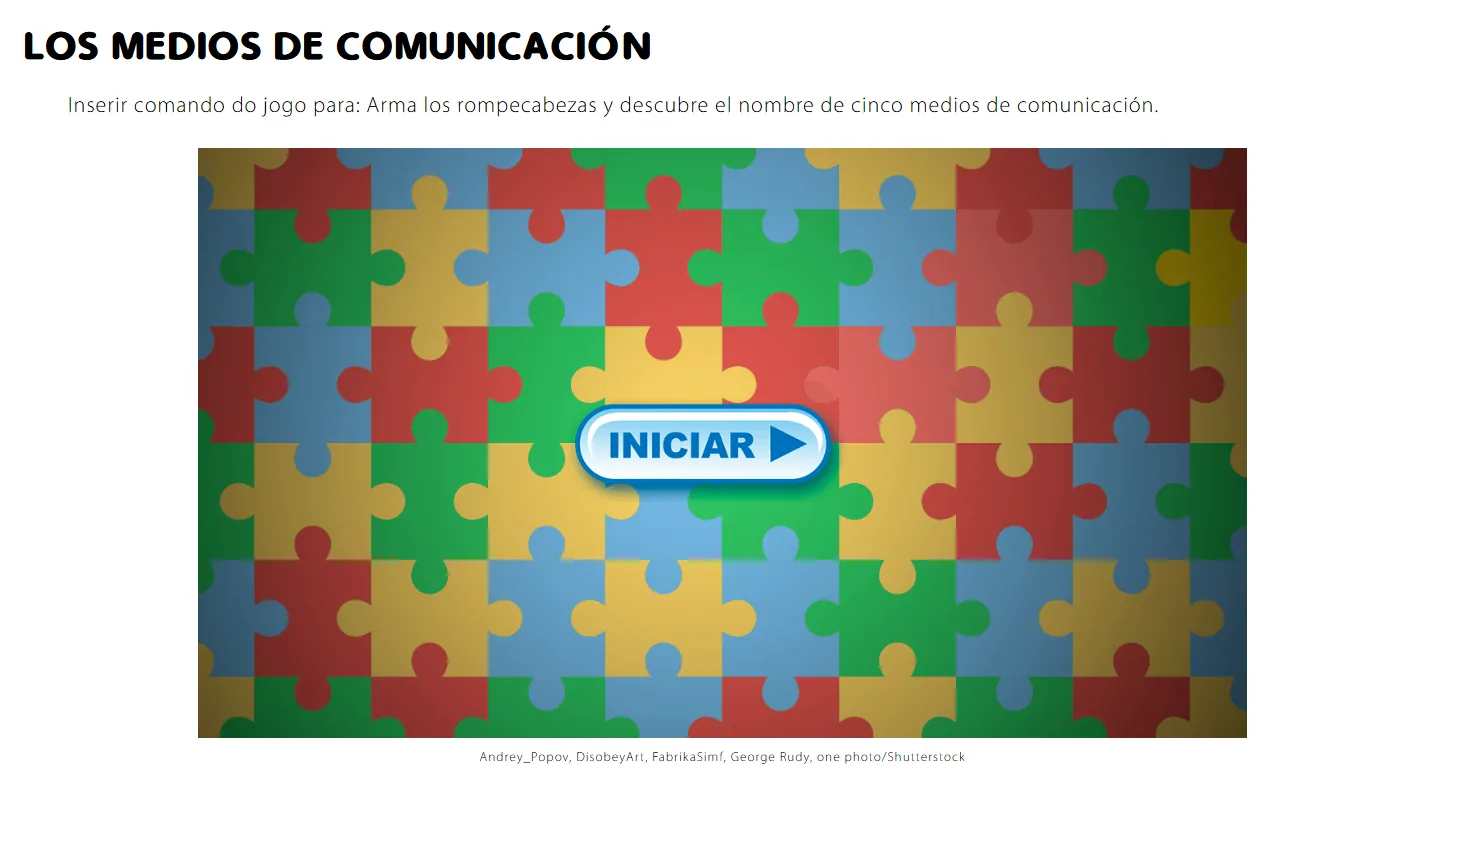 LOS MEDIOS DE COMUNICACIÓN
Inserir comando do jogo para: Arma los rompecabezas y descubre el nombre de cinco medios de comunicación.
INICIAR
Andrey_Popov, DisobeyArt, FabrikaSimf, George Rudy, one photo/Shutterstock